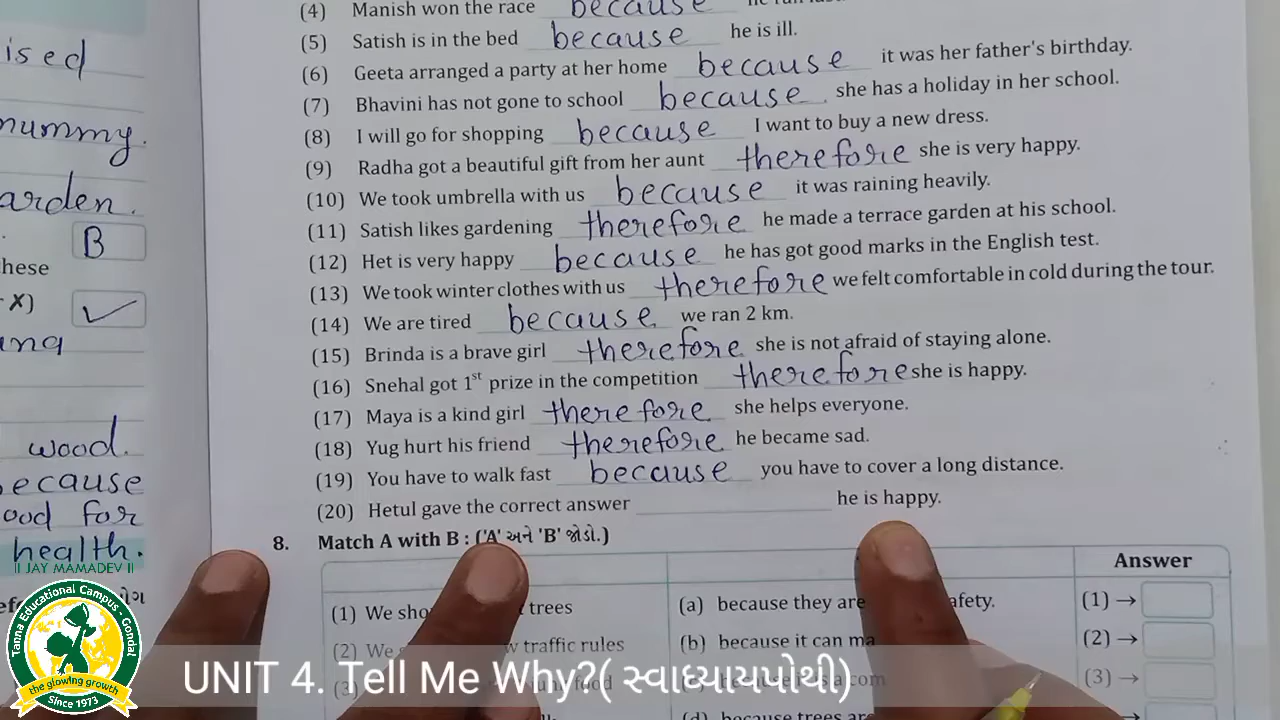 ised
mummy.
arden.
B
hese
X)
wood.
ecause
ood for
health.
(4) Manish won the race because
(5) Satish is in the bed because he is ill.
(6) Geeta arranged a party at her home because it was her father's birthday.
(7) Bhavini has not gone to school because she has a holiday in her school.
(8) I will go for shopping because I want to buy a new dress.
(9) Radha got a beautiful gift from her aunt therefore she is very happy.
(10) We took umbrella with us because it was raining heavily.
(11) Satish likes gardening therefore he made a terrace garden at his school.
(12) Het is very happy because he has got good marks in the English test.
(13) We took winter clothes with us therefore we felt comfortable in cold during the tour.
(14) We are tired because we ran 2 km.
(15) Brinda is a brave girl therefore she is not afraid of staying alone.
(16) Snehal got 1st prize in the competition therefore she is happy.
(17) Maya is a kind girl therefore she helps everyone.
(18) Yug hurt his friend therefore he became sad.
(19) You have to walk fast because you have to cover a long distance.
(20) Hetul gave the correct answer he is happy.
8. Match A with B : ('A' અને 'B' જોડો.)
Answer
(1) We trees (a) because they are (1) →
(2) We traffic rules (b) because it can (2) →
(3) food a com (3) →
(d) because trees are
|| JAY MAMADEV ||
Tanna Educational Campus - Gondal
the glowing growth
Since 1973
UNIT 4. Tell Me Why?( સ્વાધ્યાયપોથી)